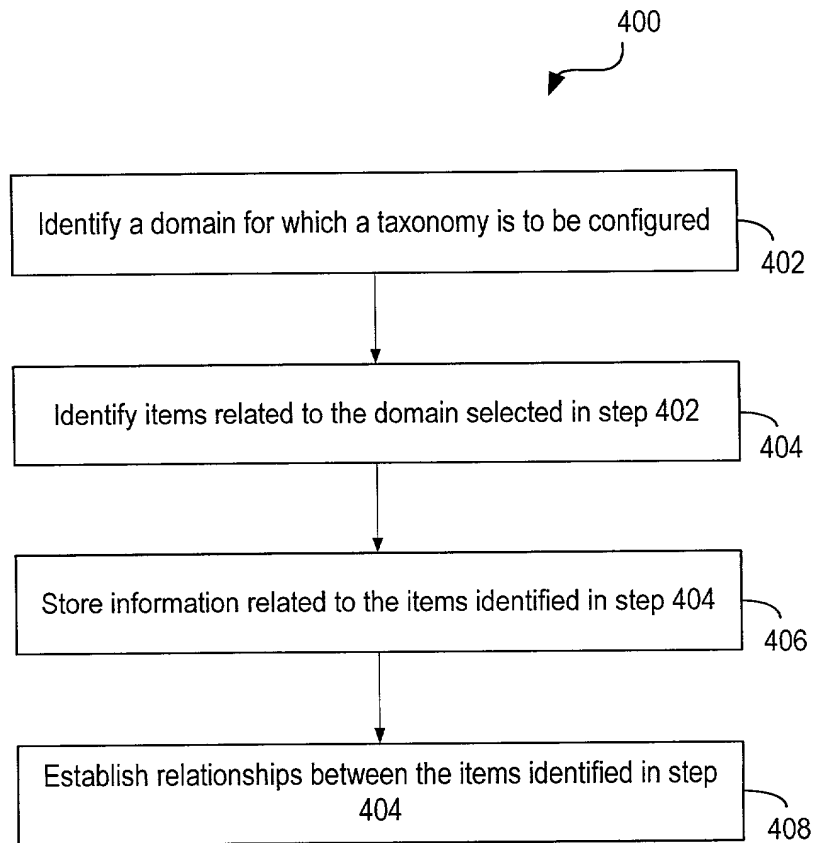 400
Identify a domain for which a taxonomy is to be configured
402
Identify items related to the domain selected in step 402
404
Store information related to the items identified in step 404
406
Establish relationships between the items identified in step
404
408